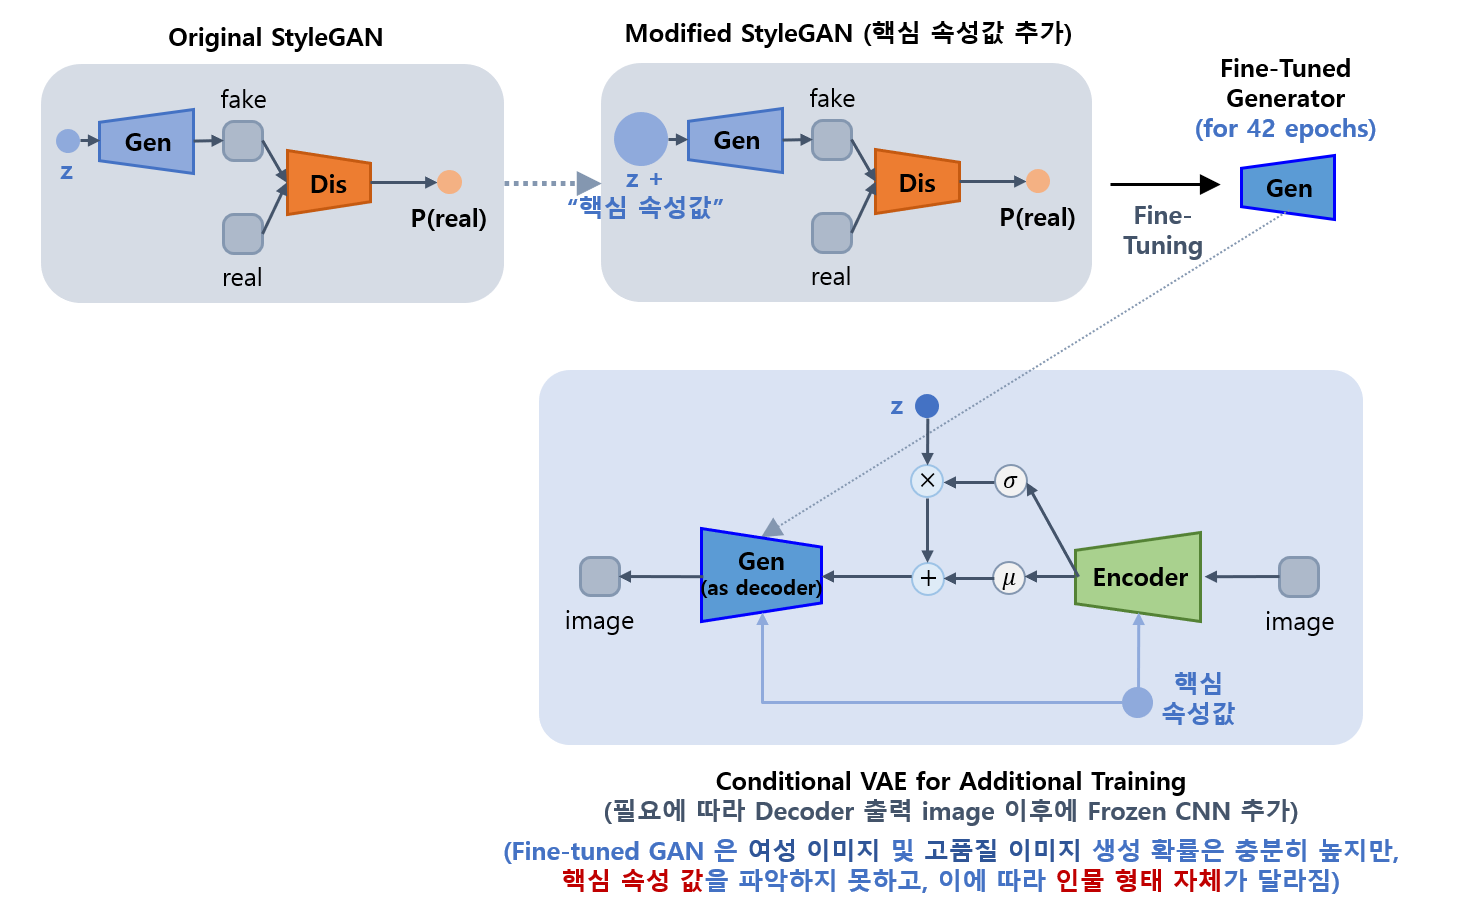 Original StyleGAN
fake
Gen
z
Dis
P(real)
real
Modified StyleGAN (핵심 속성값 추가)
fake
Gen
z +
“핵심 속성값”
Dis
P(real)
real
Fine-
Tuning
Fine-Tuned
Generator
(for 42 epochs)
Gen
z
×
σ
Gen
(as decoder)
+
μ
Encoder
image
image
핵심
속성값
Conditional VAE for Additional Training
(필요에 따라 Decoder 출력 image 이후에 Frozen CNN 추가)
(Fine-tuned GAN 은 여성 이미지 및 고품질 이미지 생성 확률은 충분히 높지만,
핵심 속성 값을 파악하지 못하고, 이에 따라 인물 형태 자체가 달라짐)